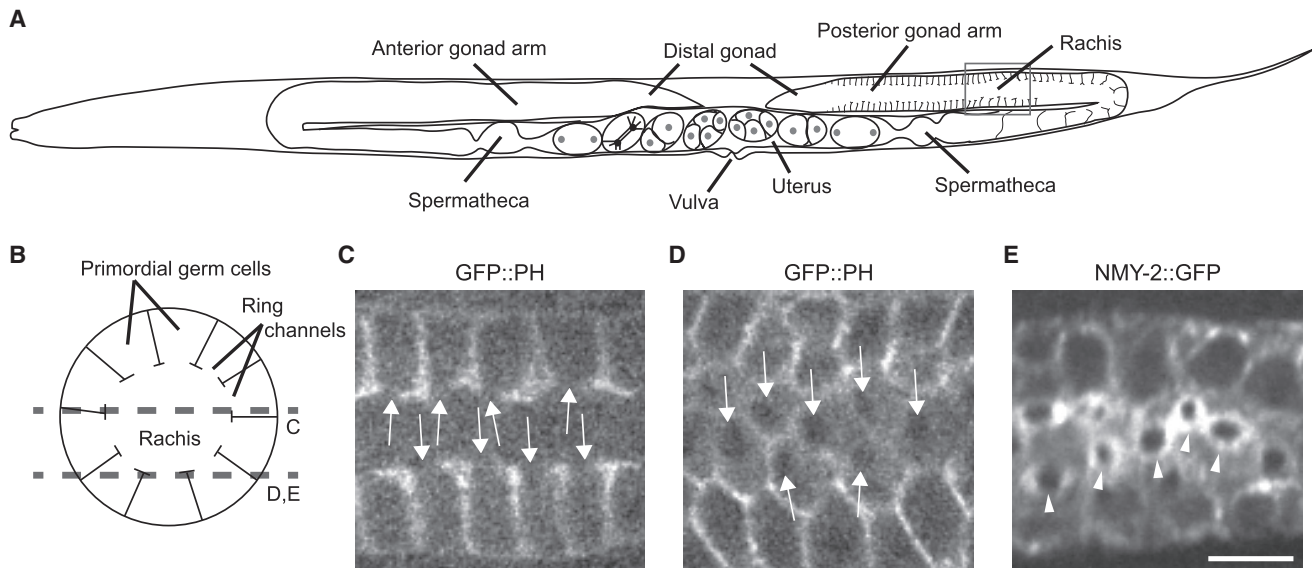 A
Anterior gonad arm
Distal gonad
Posterior gonad arm
Rachis
Spermatheca
Vulva
Uterus
Spermatheca
B
Primordial germ cells
Ring
channels
Rachis
C
D,E
C
GFP::PH
D
GFP::PH
E
NMY-2::GFP